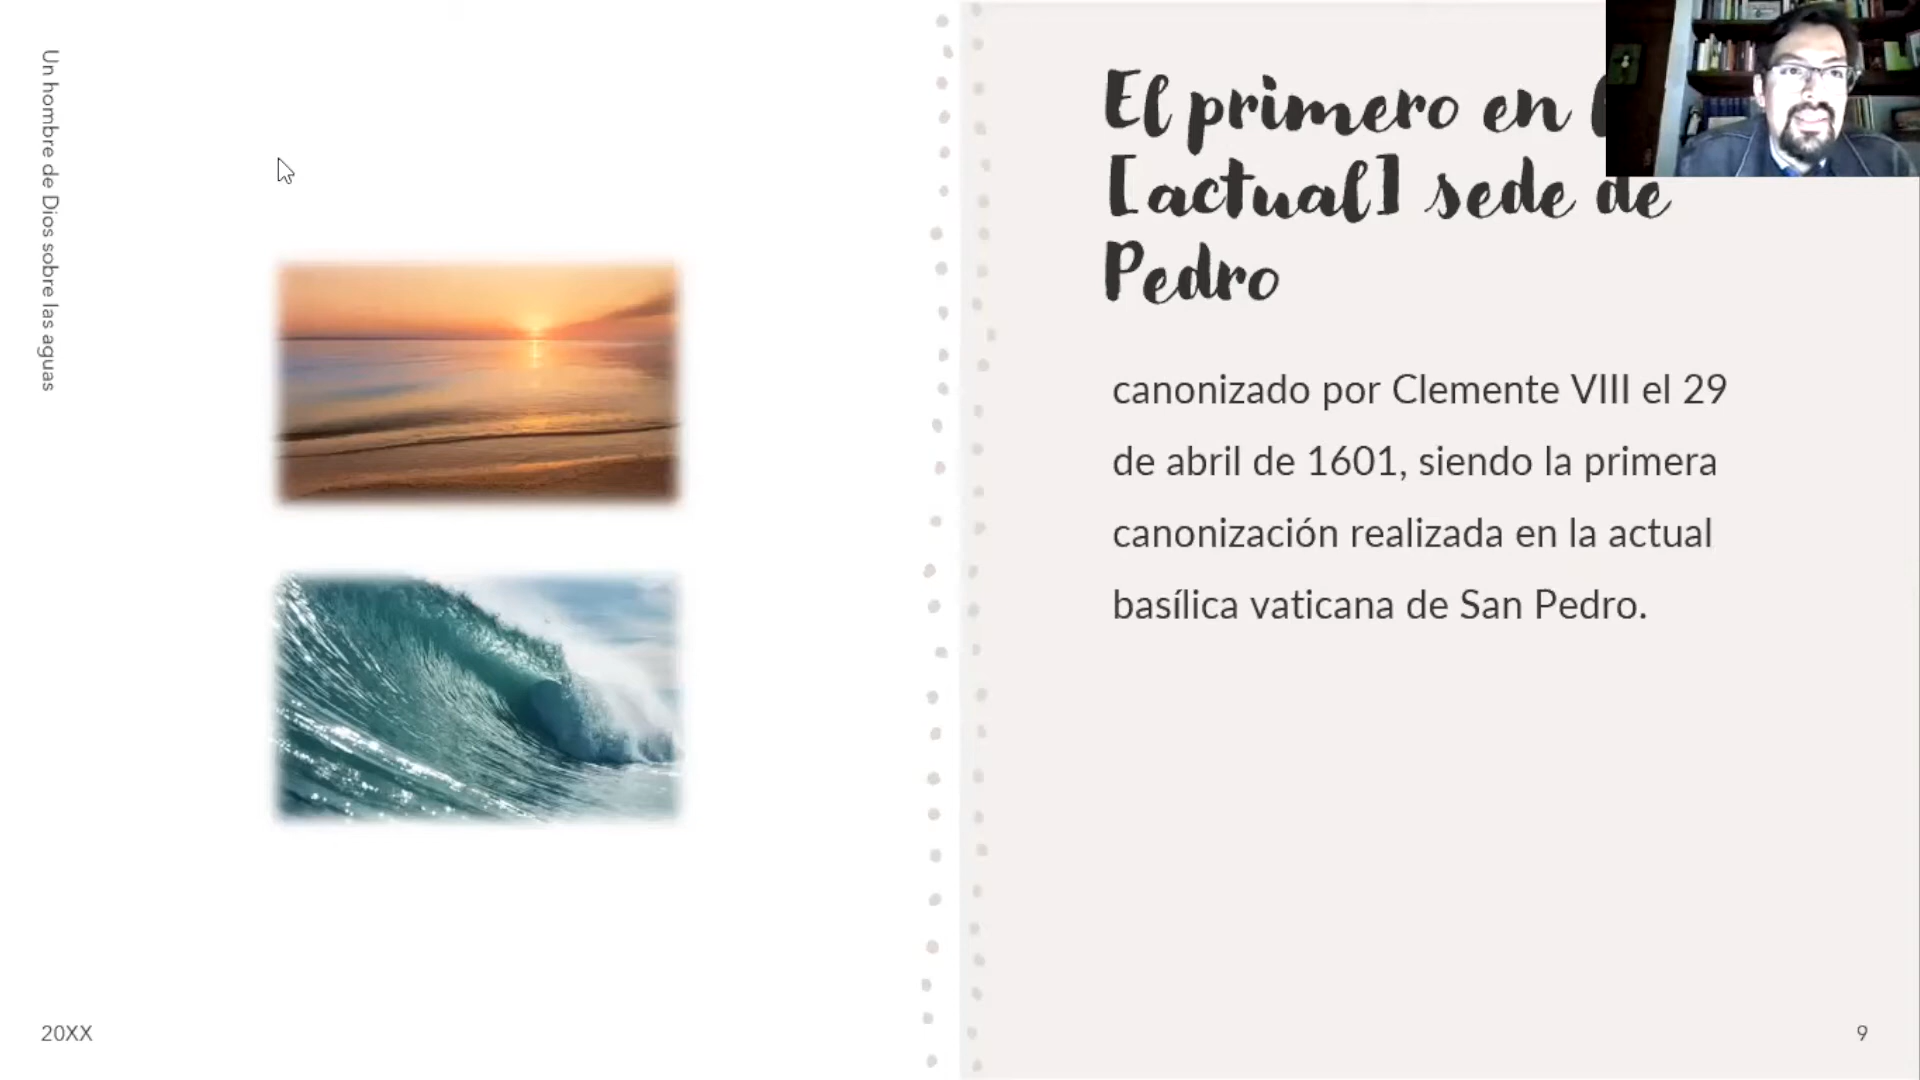 Un hombre de Dios sobre las aguas
El primero en
[actual] sede de
Pedro
canonizado por Clemente VIII el 29
de abril de 1601, siendo la primera
canonización realizada en la actual
basílica vaticana de San Pedro.
20XX
9